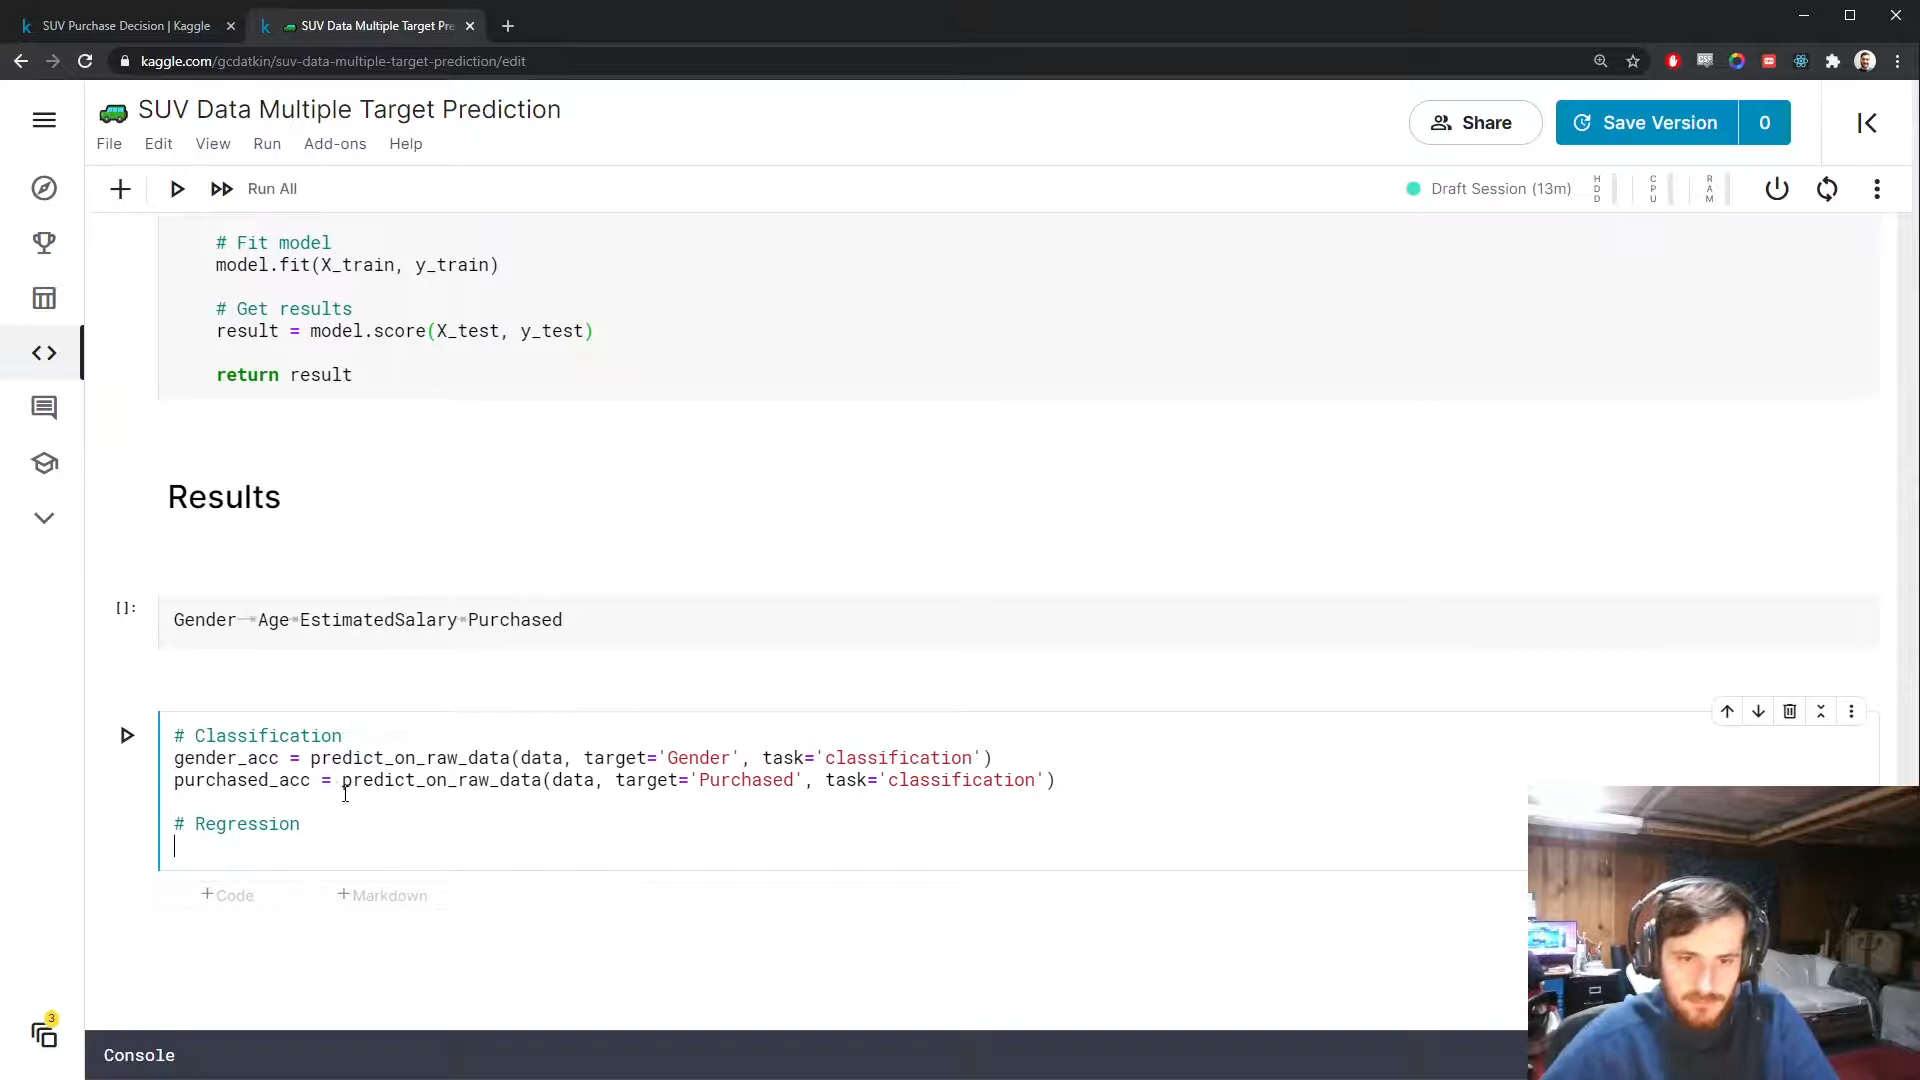 SUV Purchase Decision | Kaggle
SUV Data Multiple Target Pre
kaggle.com/gcdatkin/suv-data-multiple-target-prediction/edit
SUV Data Multiple Target Prediction
File Edit View Run Add-ons Help
Share
Save Version 0
Run All
Draft Session (13m)
HDD
CPU
RAM
# Fit model
model.fit(X_train, y_train)
# Get results
result = model.score(X_test, y_test)
return result
Results
[]:
Gender Age EstimatedSalary Purchased
# Classification
gender_acc = predict_on_raw_data(data, target='Gender', task='classification')
purchased_acc = predict_on_raw_data(data, target='Purchased', task='classification')
# Regression
+Code +Markdown
3
Console